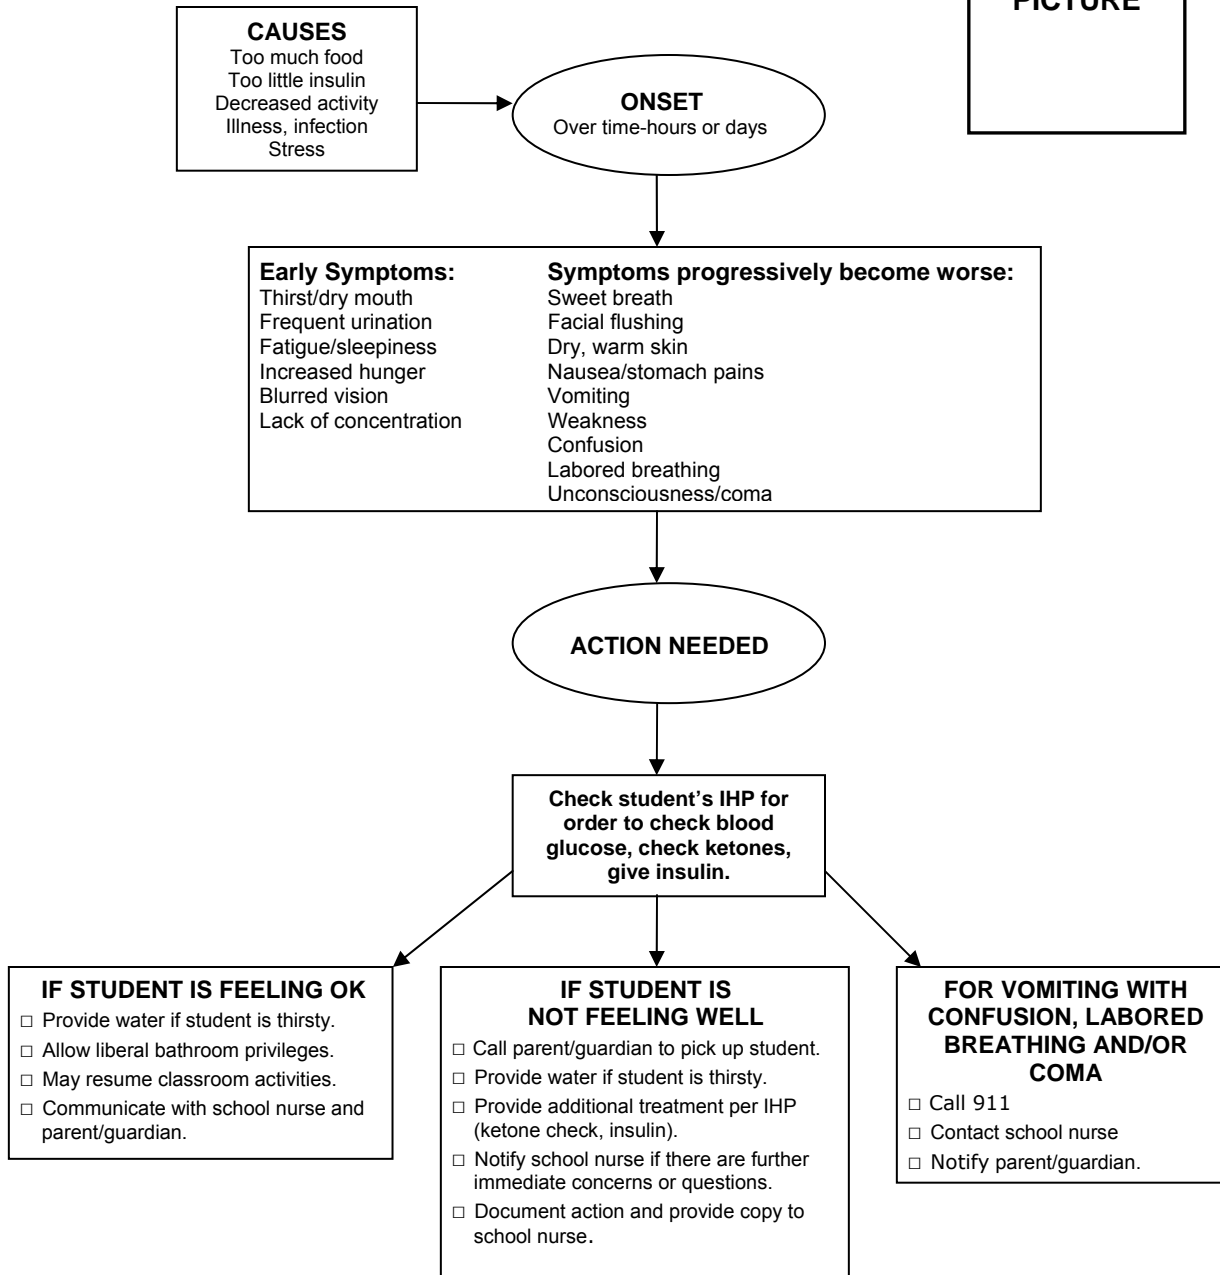 PICTURE
CAUSES
Too much food
Too little insulin
Decreased activity
Illness, infection
Stress
ONSET
Over time-hours or days
Early Symptoms:
Thirst/dry mouth
Frequent urination
Fatigue/sleepiness
Increased hunger
Blurred vision
Lack of concentration
Symptoms progressively become worse:
Sweet breath
Facial flushing
Dry, warm skin
Nausea/stomach pains
Vomiting
Weakness
Confusion
Labored breathing
Unconsciousness/coma
ACTION NEEDED
Check student’s IHP for
order to check blood
glucose, check ketones,
give insulin.
IF STUDENT IS FEELING OK
□ Provide water if student is thirsty.
□ Allow liberal bathroom privileges.
□ May resume classroom activities.
□ Communicate with school nurse and
parent/guardian.
IF STUDENT IS
NOT FEELING WELL
□ Call parent/guardian to pick up student.
□ Provide water if student is thirsty.
□ Provide additional treatment per IHP
(ketone check, insulin).
□ Notify school nurse if there are further
immediate concerns or questions.
□ Document action and provide copy to
school nurse.
FOR VOMITING WITH
CONFUSION, LABORED
BREATHING AND/OR
COMA
□ Call 911
□ Contact school nurse
□ Notify parent/guardian.